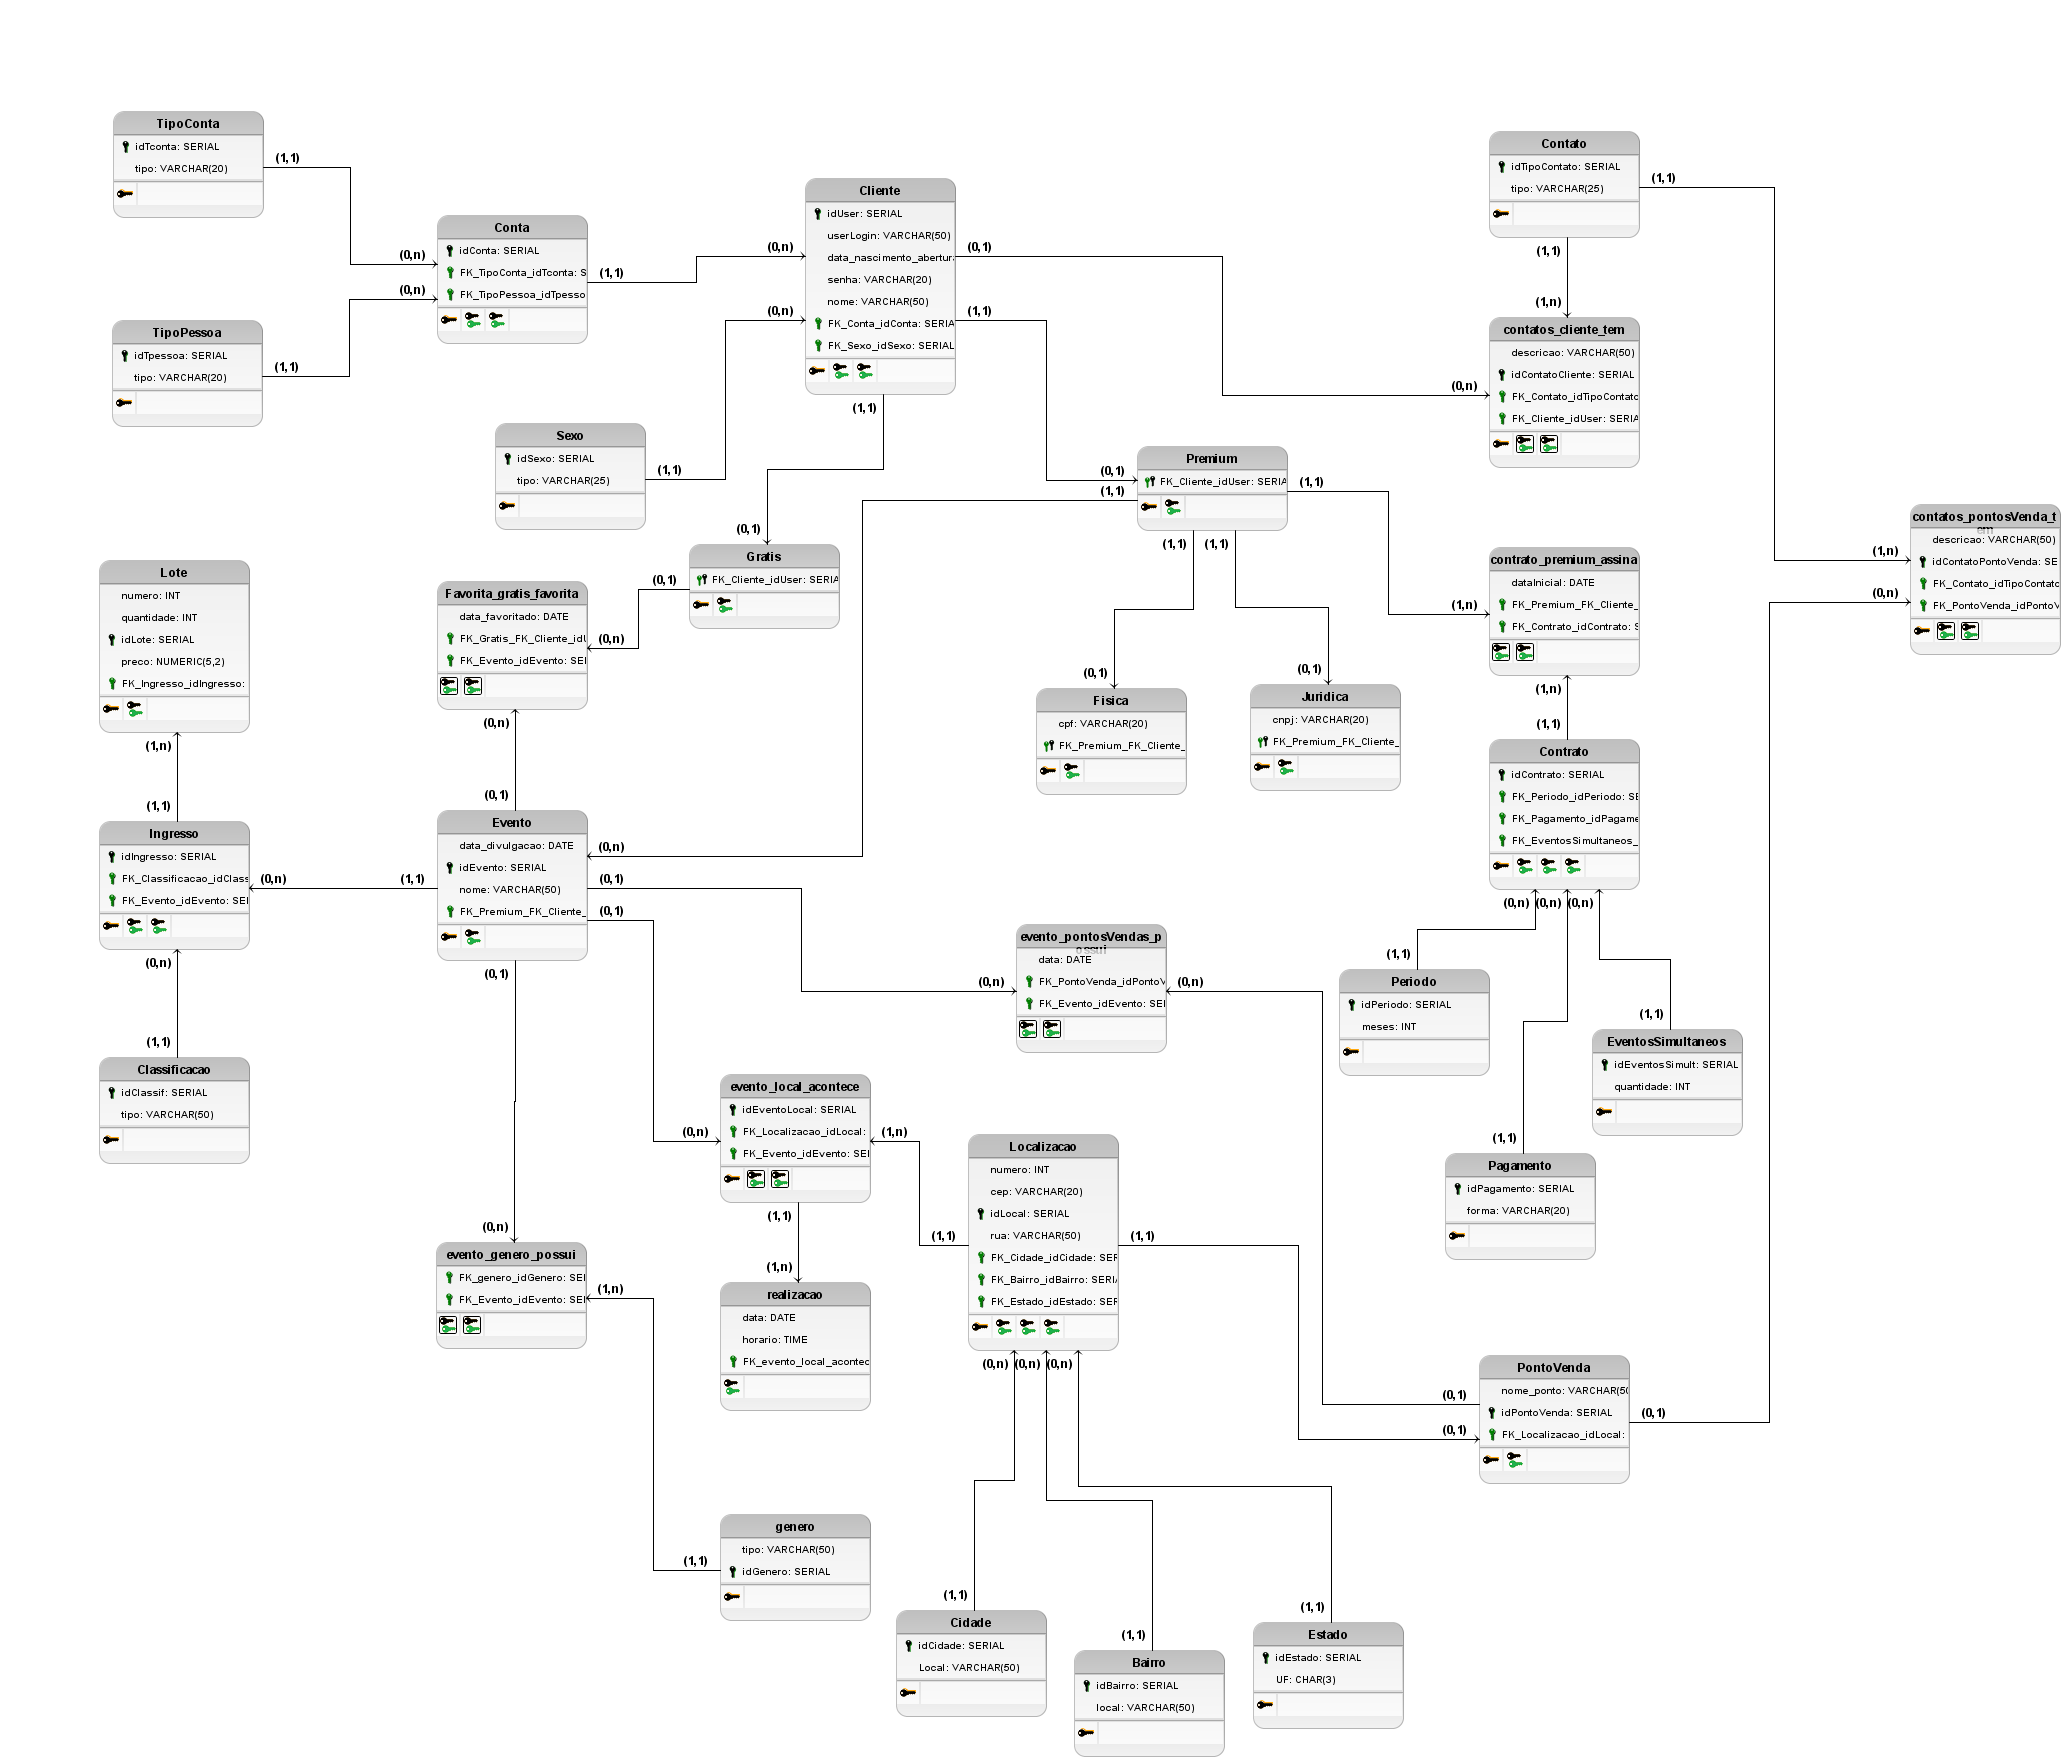 TipoConta
idTconta: SERIAL
tipo: VARCHAR(20)
(1,1)
(0,n)
TipoPessoa
idTpessoa: SERIAL
tipo: VARCHAR(20)
(1,1)
(0,n)
Conta
idConta: SERIAL
FK_TipoConta_idTconta: S
FK_TipoPessoa_idTpesso
(1,1)
(0,n)
Cliente
idUser: SERIAL
userLogin: VARCHAR(50)
data_nascimento_abertura
senha: VARCHAR(20)
nome: VARCHAR(50)
FK_Conta_idConta: SERIA
FK_Sexo_idSexo: SERIAL
(0,n)
(0,1)
(1,1)
(1,1)
Sexo
idSexo: SERIAL
tipo: VARCHAR(25)
(1,1)
Contato
idTipoContato: SERIAL
tipo: VARCHAR(25)
(1,1)
(1,1)
(1,n)
contatos_cliente_tem
descricao: VARCHAR(50)
idContatoCliente: SERIAL
FK_Contato_idTipoContato
FK_Cliente_idUser: SERIA
(0,n)
Premium
FK_Cliente_idUser: SERIA
(0,1)
(1,1)
(1,1)
(1,1)
(1,1)
Gratis
FK_Cliente_idUser: SERIA
(0,1)
(0,1)
contatos_pontosVenda_t
em
descricao: VARCHAR(50)
idContatoPontoVenda: SE
FK_Contato_idTipoContato
FK_PontoVenda_idPontoV
(1,n)
(0,n)
Lote
numero: INT
quantidade: INT
idLote: SERIAL
preco: NUMERIC(5,2)
FK_Ingresso_idIngresso:
(1,n)
Favorita_gratis_favorita
data_favoritado: DATE
FK_Gratis_FK_Cliente_idU
FK_Evento_idEvento: SEI
(0,n)
(0,n)
contrato_premium_assina
dataInicial: DATE
FK_Premium_FK_Cliente_
FK_Contrato_idContrato: S
(1,n)
(1,n)
Fisica
cpf: VARCHAR(20)
FK_Premium_FK_Cliente_
(0,1)
Juridica
cnpj: VARCHAR(20)
FK_Premium_FK_Cliente_
(0,1)
(1,1)
Contrato
idContrato: SERIAL
FK_Periodo_idPeriodo: SE
FK_Pagamento_idPagame
FK_EventosSimultaneos_
(0,n)
(0,n)
(0,n)
(1,1)
Ingresso
idIngresso: SERIAL
FK_Classificacao_idClass
FK_Evento_idEvento: SEI
(0,n)
(0,n)
(0,1)
Evento
data_divulgacao: DATE
idEvento: SERIAL
nome: VARCHAR(50)
FK_Premium_FK_Cliente_
(1,1)
(0,n)
(0,1)
(0,1)
(0,1)
evento_pontosVendas_p
ossui
data: DATE
FK_PontoVenda_idPontoV
FK_Evento_idEvento: SEI
(0,n)
(0,n)
(1,1)
Periodo
idPeriodo: SERIAL
meses: INT
(1,1)
EventosSimultaneos
idEventosSimult: SERIAL
quantidade: INT
(1,1)
Classificacao
idClassif: SERIAL
tipo: VARCHAR(50)
evento_local_acontece
idEventoLocal: SERIAL
FK_Localizacao_idLocal:
FK_Evento_idEvento: SEI
(0,n)
(1,n)
(1,1)
Localizacao
numero: INT
cep: VARCHAR(20)
idLocal: SERIAL
rua: VARCHAR(50)
FK_Cidade_idCidade: SER
FK_Bairro_idBairro: SERIA
FK_Estado_idEstado: SER
(1,1)
(1,1)
(0,n)
(0,n)
(0,n)
(1,1)
Pagamento
idPagamento: SERIAL
forma: VARCHAR(20)
(0,n)
evento_genero_possui
FK_genero_idGenero: SEI
FK_Evento_idEvento: SEI
(1,n)
(1,n)
realizacao
data: DATE
horario: TIME
FK_evento_local_acontec
PontoVenda
nome_ponto: VARCHAR(50
idPontoVenda: SERIAL
FK_Localizacao_idLocal:
(0,1)
(0,1)
(0,1)
genero
tipo: VARCHAR(50)
idGenero: SERIAL
(1,1)
(1,1)
Cidade
idCidade: SERIAL
Local: VARCHAR(50)
(1,1)
Bairro
idBairro: SERIAL
local: VARCHAR(50)
(1,1)
Estado
idEstado: SERIAL
UF: CHAR(3)